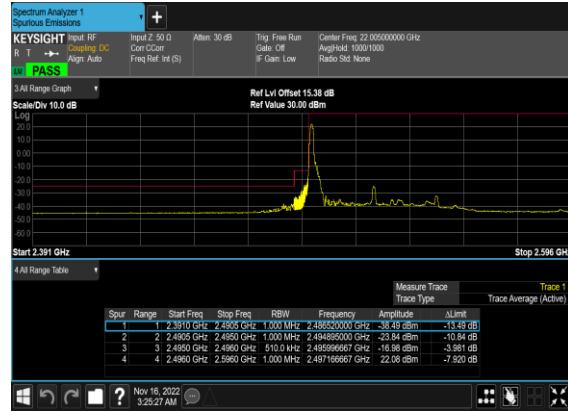 Spectrum Analyzer 1
Spurious Emissions
KEYSIGHT Input: RF Input Z: 50 Ω Atten: 30 dB Trig: Free Run Center Freq: 22.005000000 GHz
R T Coupling: DC Corr CCorr Gate: Off Avg|Hold: 1000/1000
Align: Auto Freq Ref: Int (S) IF Gain: Low Radio Std: None
PASS
3 All Range Graph
Ref Lvl Offset 15.38 dB
Scale/Div 10.0 dB Ref Value 30.00 dBm
Log
20.0
10.0
0.00
-10.0
-20.0
-30.0
-40.0
-50.0
-60.0
Start 2.391 GHz Stop 2.596 GH
4 All Range Table
Measure Trace Trace 1
Trace Type Trace Average (Active)
Spur Range Start Freq Stop Freq RBW Frequency Amplitude ΔLimit
1 1 2.3910 GHz 2.4905 GHz 1.000 MHz 2.486520000 GHz -38.49 dBm -13.49 dB
2 2 2.4905 GHz 2.4950 GHz 1.000 MHz 2.494895000 GHz -23.84 dBm -10.84 dB
3 3 2.4950 GHz 2.4960 GHz 510.0 kHz 2.495996667 GHz -16.98 dBm -3.981 dB
4 4 2.4960 GHz 2.5960 GHz 1.000 MHz 2.497166667 GHz 22.08 dBm -7.920 dB
Nov 16, 2022
3:25:27 AM